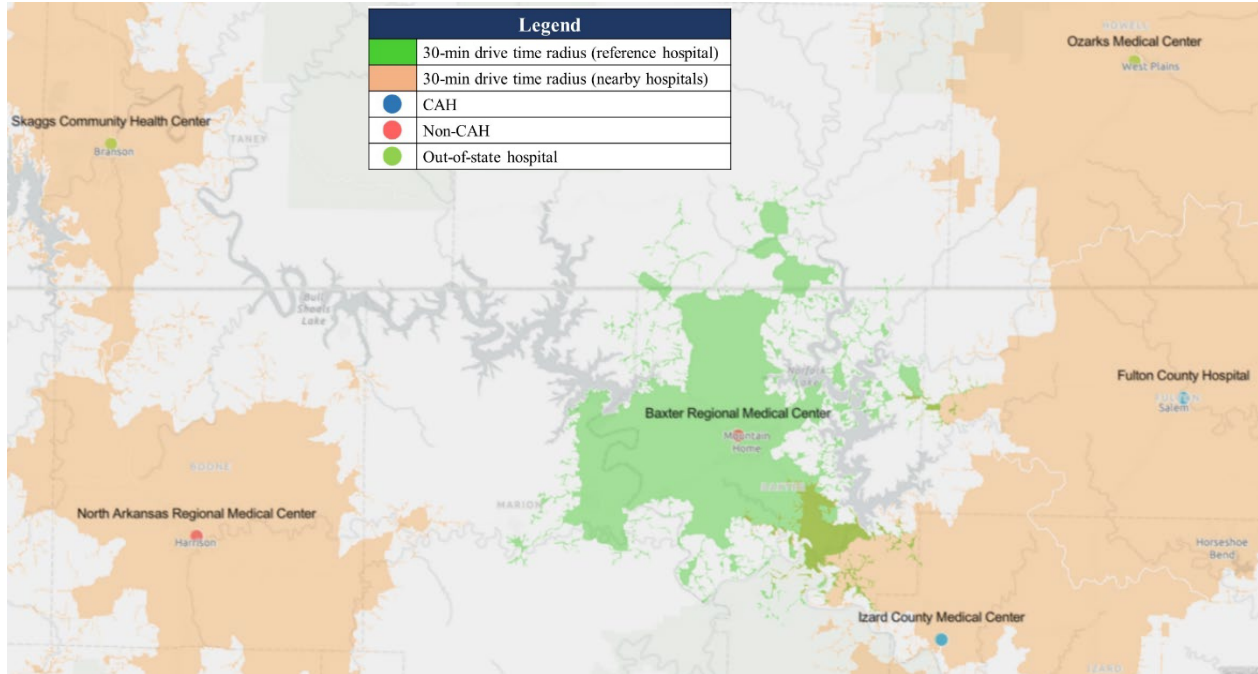 Legend
30-min drive time radius (reference hospital)
30-min drive time radius (nearby hospitals)
CAH
Non-CAH
Out-of-state hospital
HOWELL
Ozarks Medical Center
West Plains
Skaggs Community Health Center
Branson
TANEY
Bull
Shoals
Lake
Norfolk
Lake
Fulton County Hospital
FULTON
Salem
Baxter Regional Medical Center
Mountain
Home
BOONE
BAXTER
MARION
North Arkansas Regional Medical Center
Harrison
Horseshoe
Bend
Izard County Medical Center
IZARD